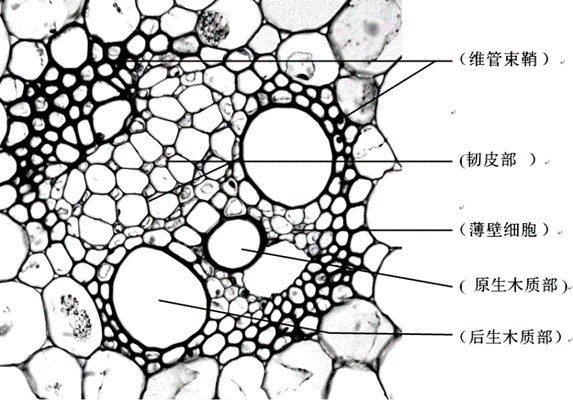 （维管束鞘）
(韧皮部 ）
（薄壁细胞）
( 原生木质部)
（后生木质部）